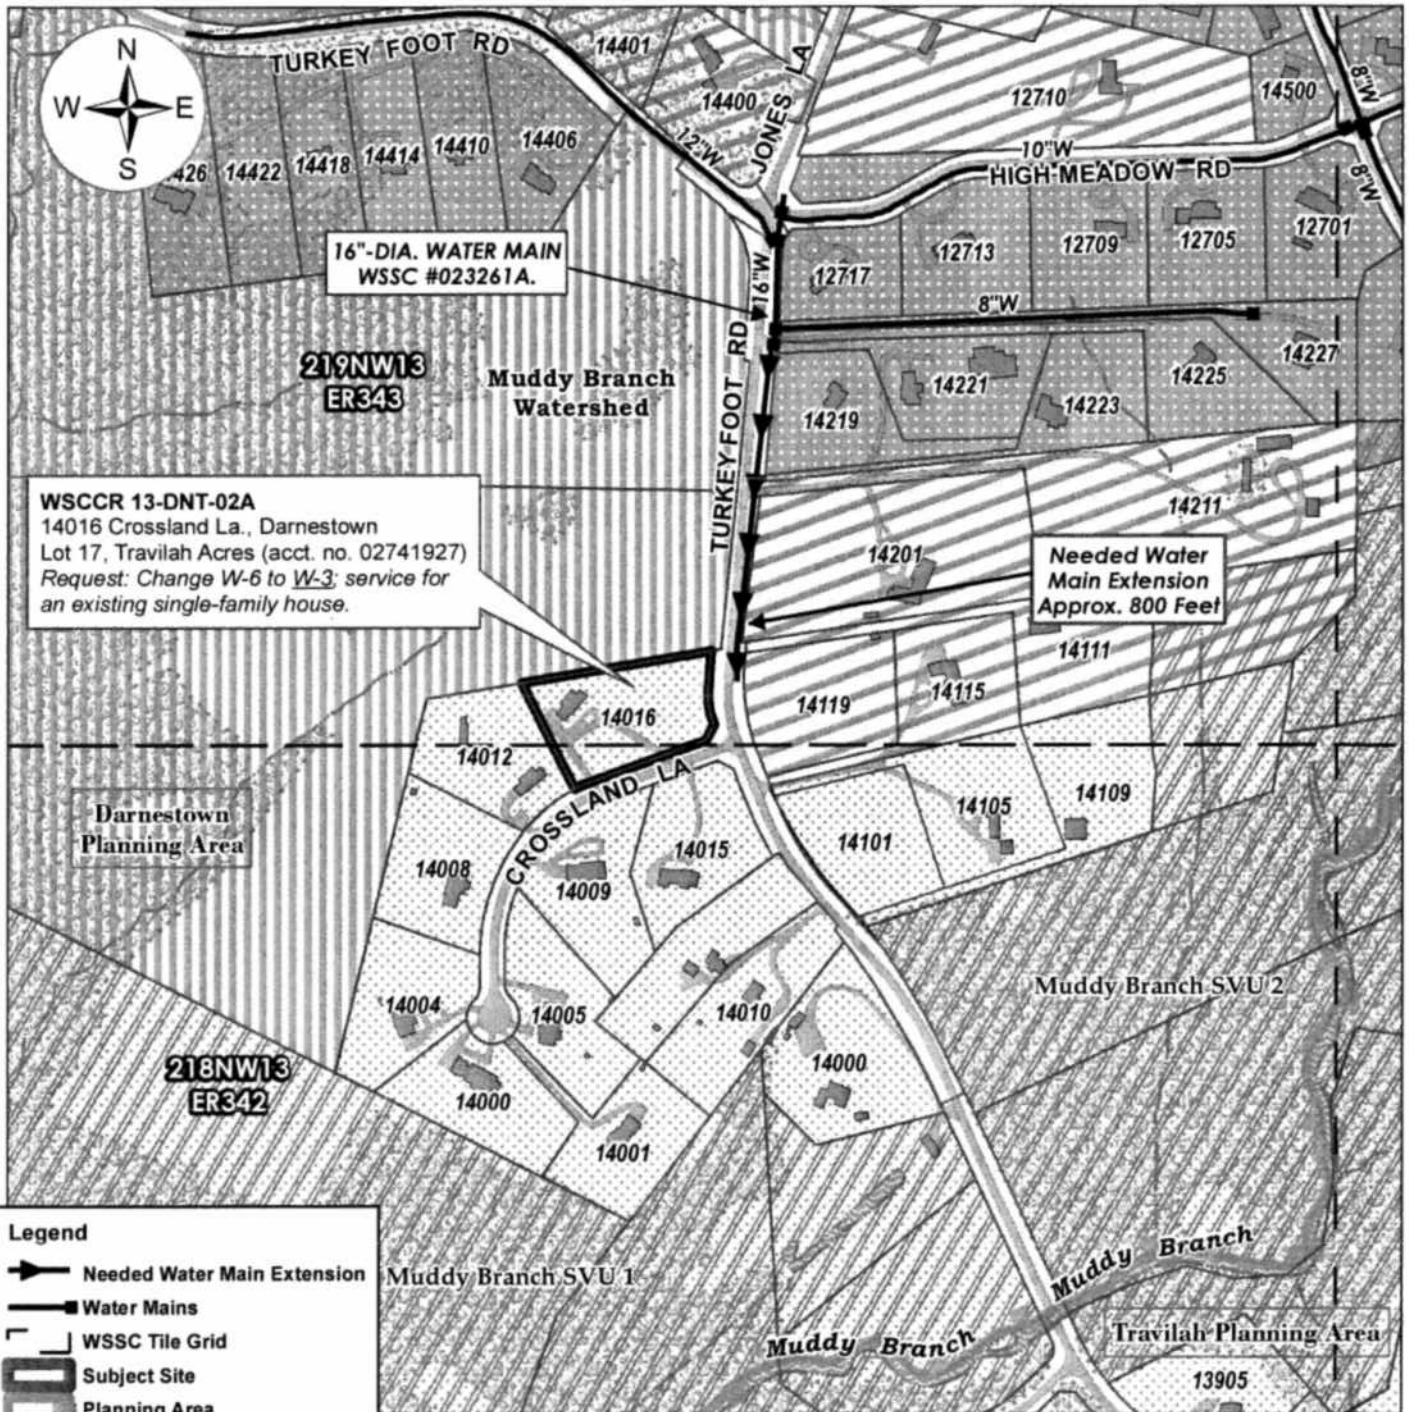 N
W E
S
TURKEY FOOT RD
14401
14400
JONES LA
12710
14500
8"W
8"W
12"W
10"W
HIGH MEADOW RD
426
14422
14418
14414
14410
14406
12717
12713
12709
12705
12701
16"-DIA. WATER MAIN
WSSC #023261A.
16"W
8"W
219NW13
ER343
Muddy Branch
Watershed
TURKEY FOOT RD
14219
14221
14223
14225
14227
WSCCR 13-DNT-02A
14016 Crossland La., Darnestown
Lot 17, Travilah Acres (acct. no. 02741927)
Request: Change W-6 to W-3; service for
an existing single-family house.
14201
14211
Needed Water
Main Extension
Approx. 800 Feet
14111
14115
14119
14016
14012
CROSSLAND LA
Darnestown
Planning Area
14008
14009
14015
14101
14105
14109
14004
14005
14010
14000
Muddy Branch SVU 2
218NW13
ER342
14000
14001
Legend
Needed Water Main Extension
Water Mains
WSSC Tile Grid
Subject Site
Planning Area
Muddy Branch SVU 1
Muddy Branch
Muddy Branch
Travilah Planning Area
13905